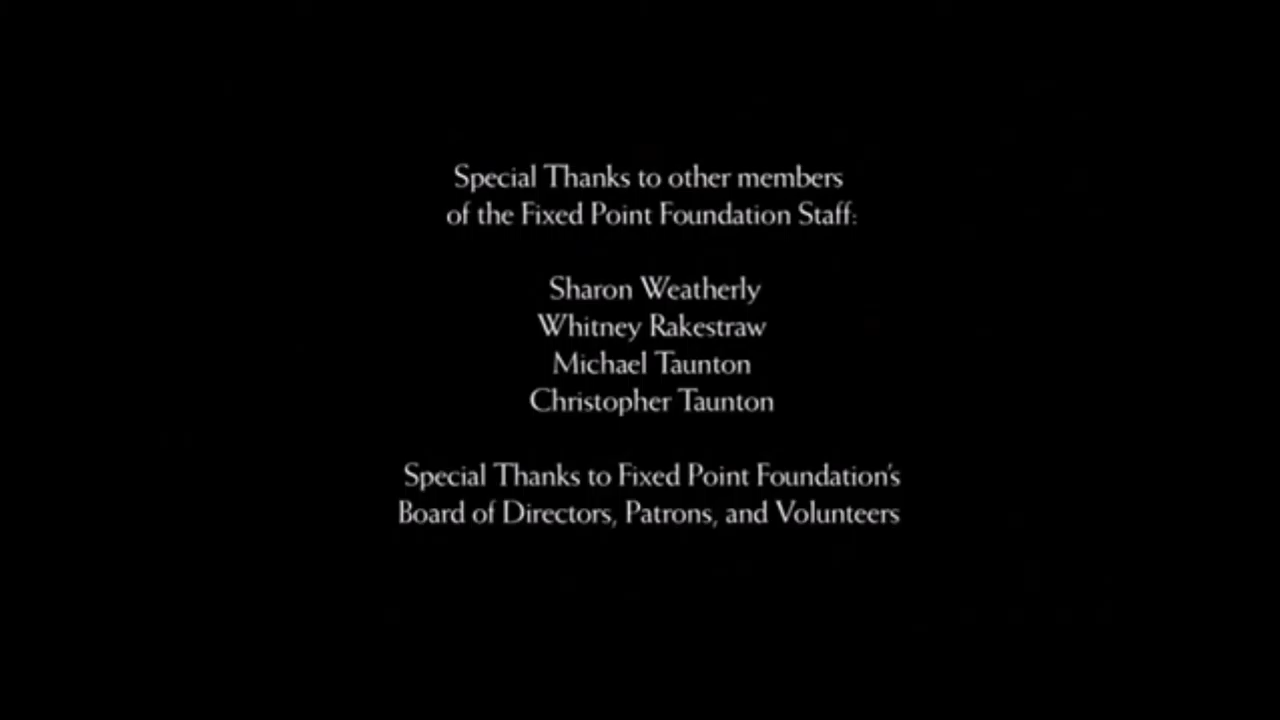 Special Thanks to other members
of the Fixed Point Foundation Staff:
Sharon Weatherly
Whitney Rakestraw
Michael Taunton
Christopher Taunton
Special Thanks to Fixed Point Foundation's
Board of Directors, Patrons, and Volunteers